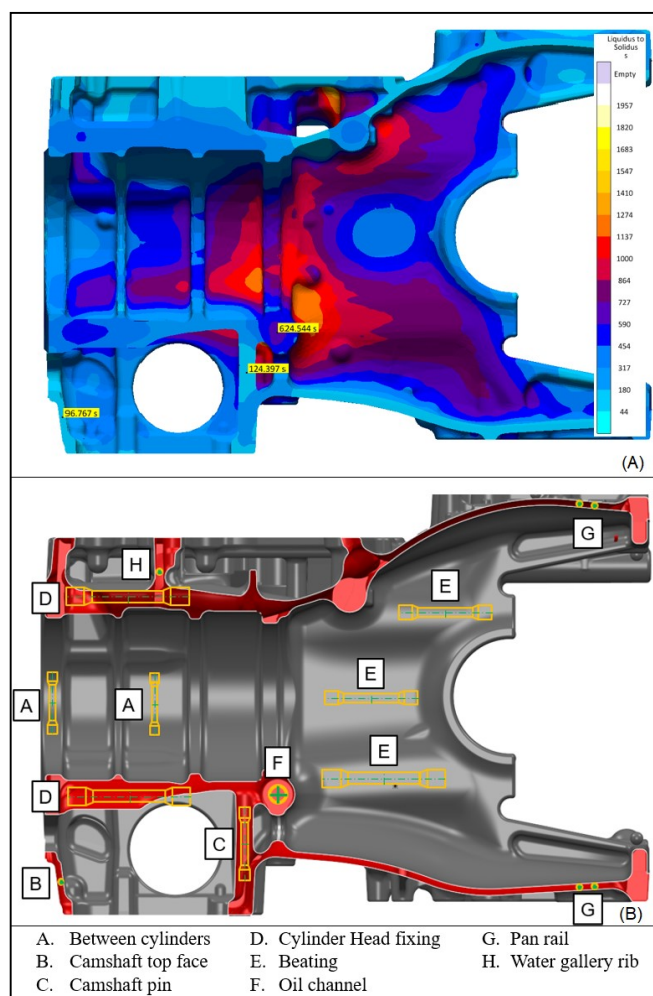 Liquidus to
Solidus
s
Empty
1957
1820
1683
1547
1410
1274
1137
1000
864
727
590
454
317
180
44
624.544 s
124.397 s
96.767 s
(A)
G
H
E
D
E
A
A
E
F
D
C
B
G
(B)
A. Between cylinders
B. Camshaft top face
C. Camshaft pin
D. Cylinder Head fixing
E. Beating
F. Oil channel
G. Pan rail
H. Water gallery rib